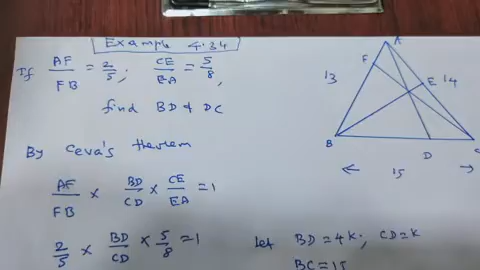 Example 4.34
If AF/FB = 2/5; CE/EA = 5/8,
find BD & DC
By Ceva's theorem
AF/FB × BD/CD × CE/EA = 1
2/5 × BD/CD × 5/8 = 1
let BD = 4K; CD = K
BC = 15
A
F
13
E
14
B
D
C
15